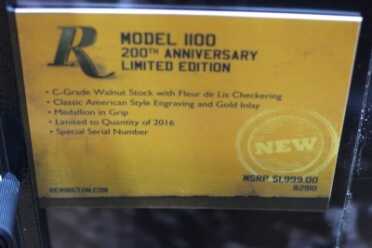 R
MODEL 1100
200TH ANNIVERSARY
LIMITED EDITION
• C-Grade Walnut Stock with Fleur de Lis Checkering
• Classic American Style Engraving and Gold Inlay
• Medallion in Grip
• Limited to Quantity of 2016
• Special Serial Number
NEW
MSRP $1,999.00
REMINGTON.COM